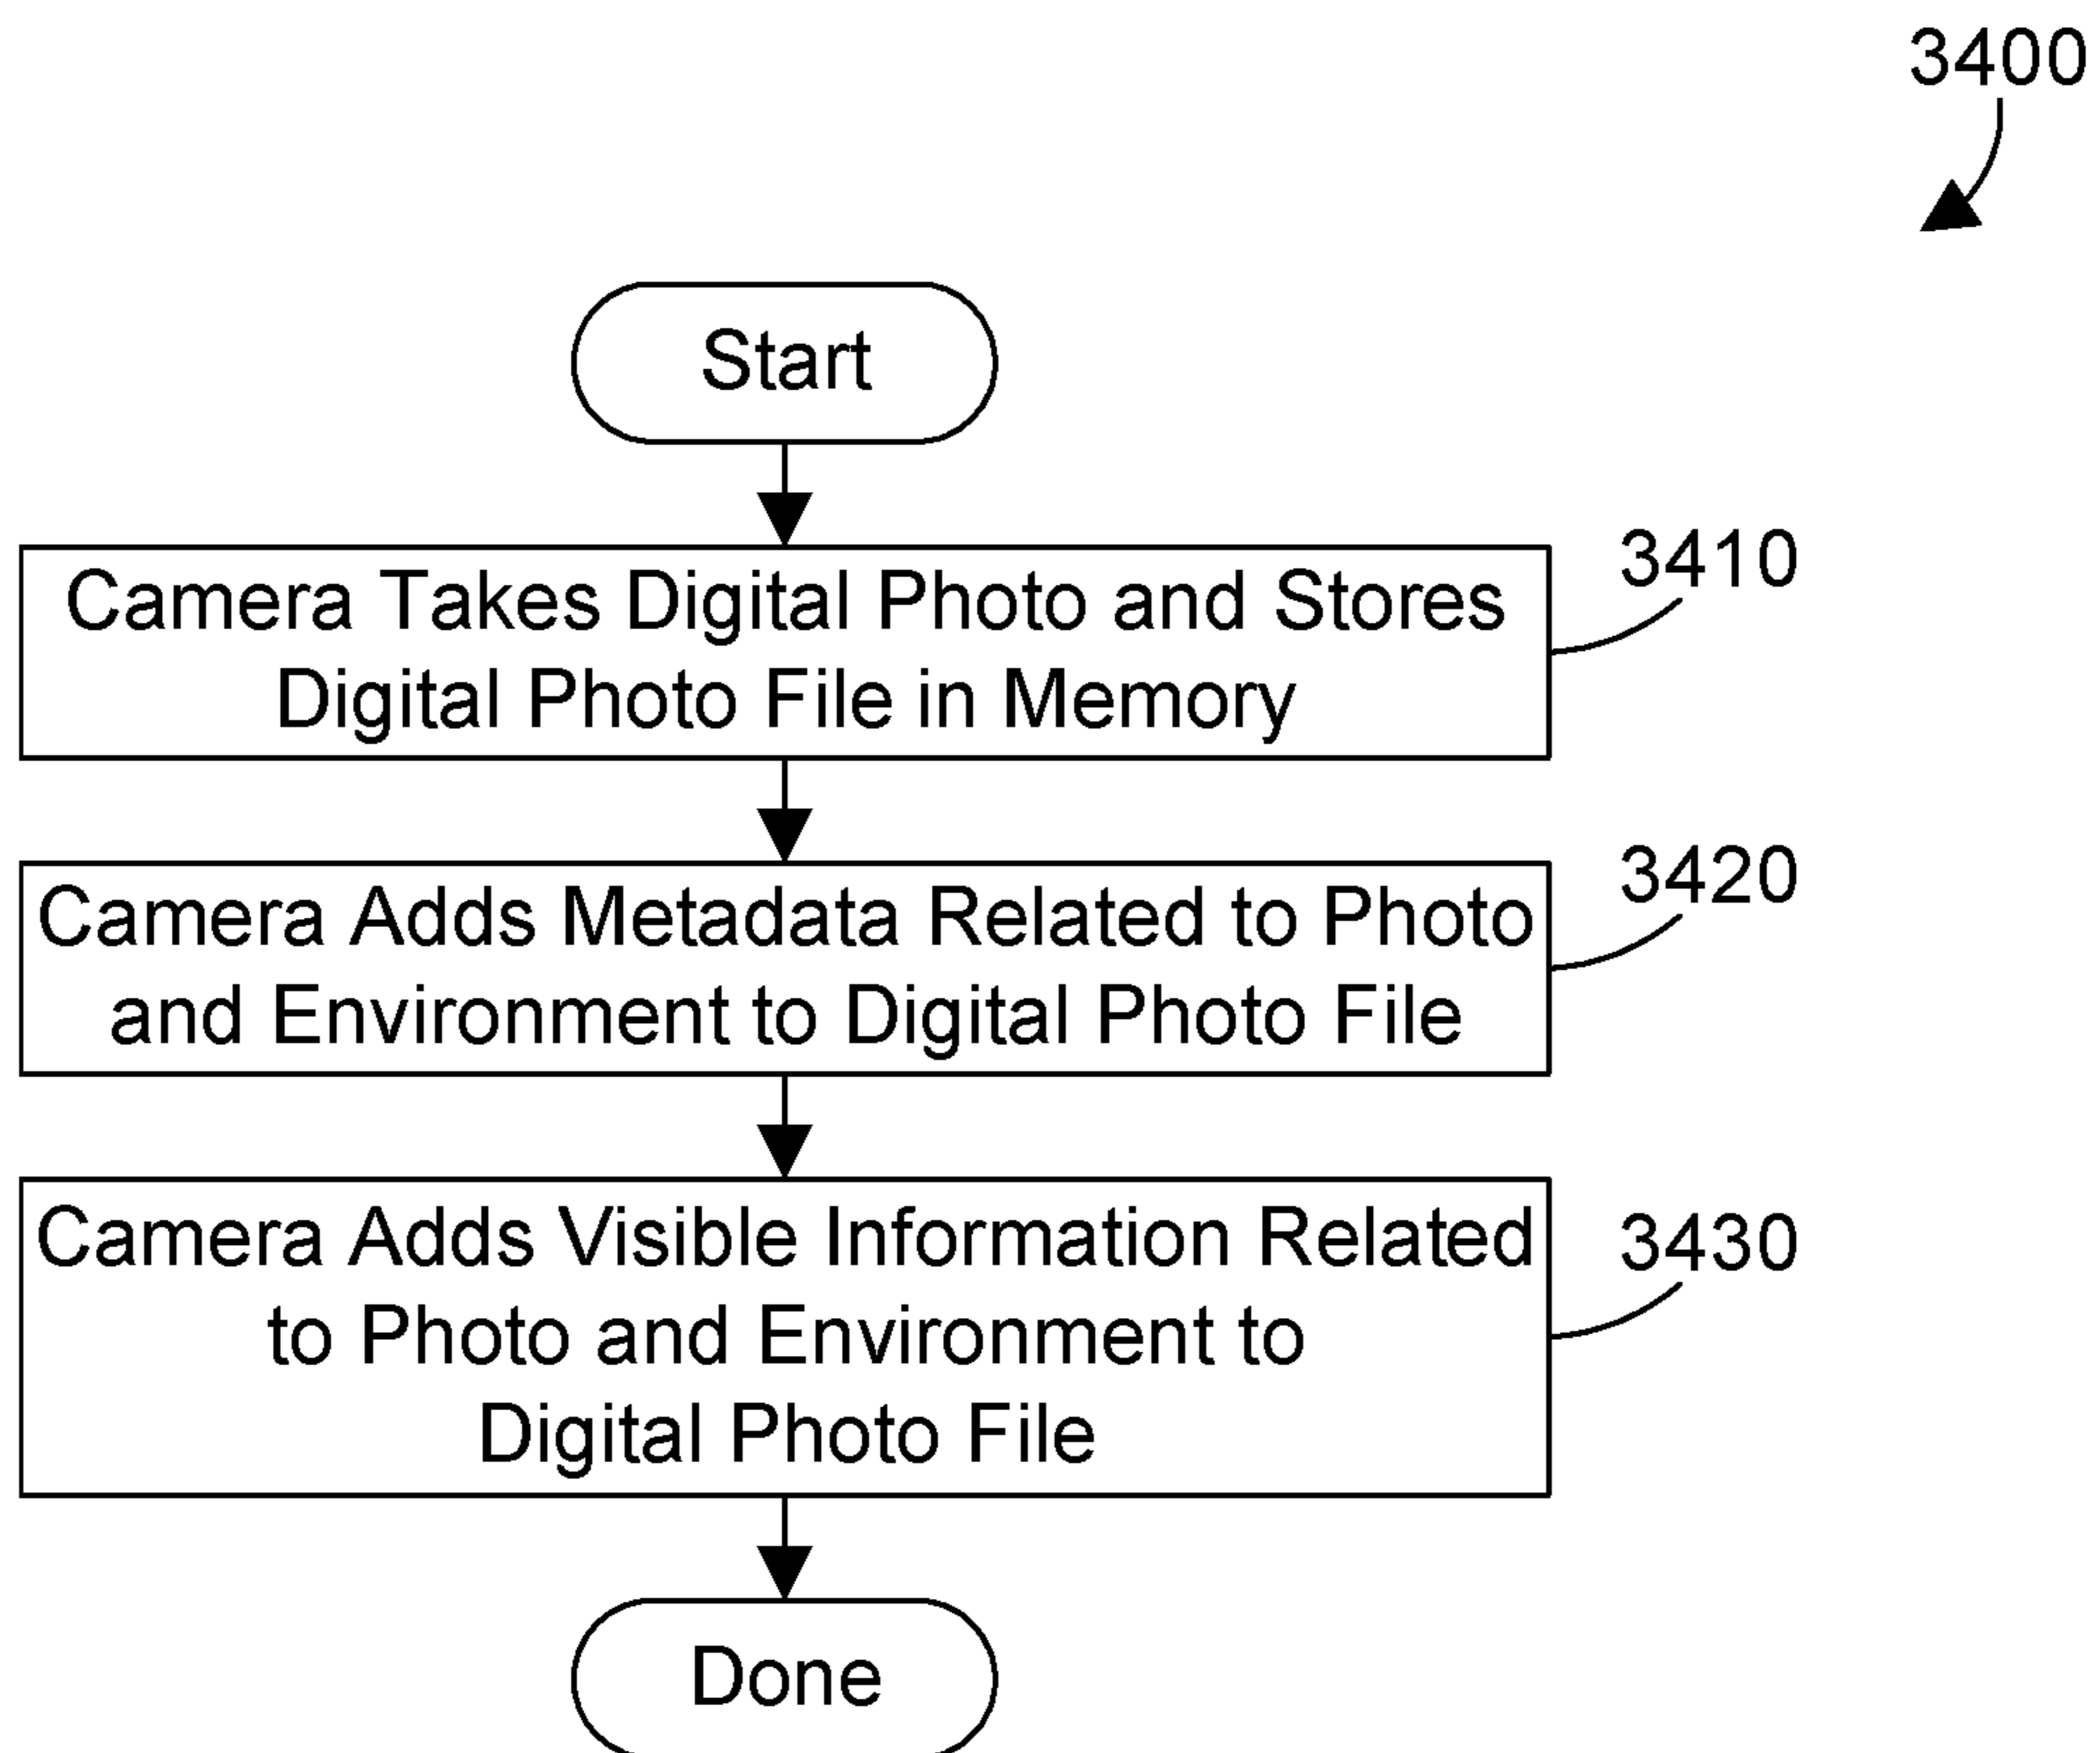 3400
Start
Camera Takes Digital Photo and Stores
Digital Photo File in Memory
3410
Camera Adds Metadata Related to Photo
and Environment to Digital Photo File
3420
Camera Adds Visible Information Related
to Photo and Environment to
Digital Photo File
3430
Done